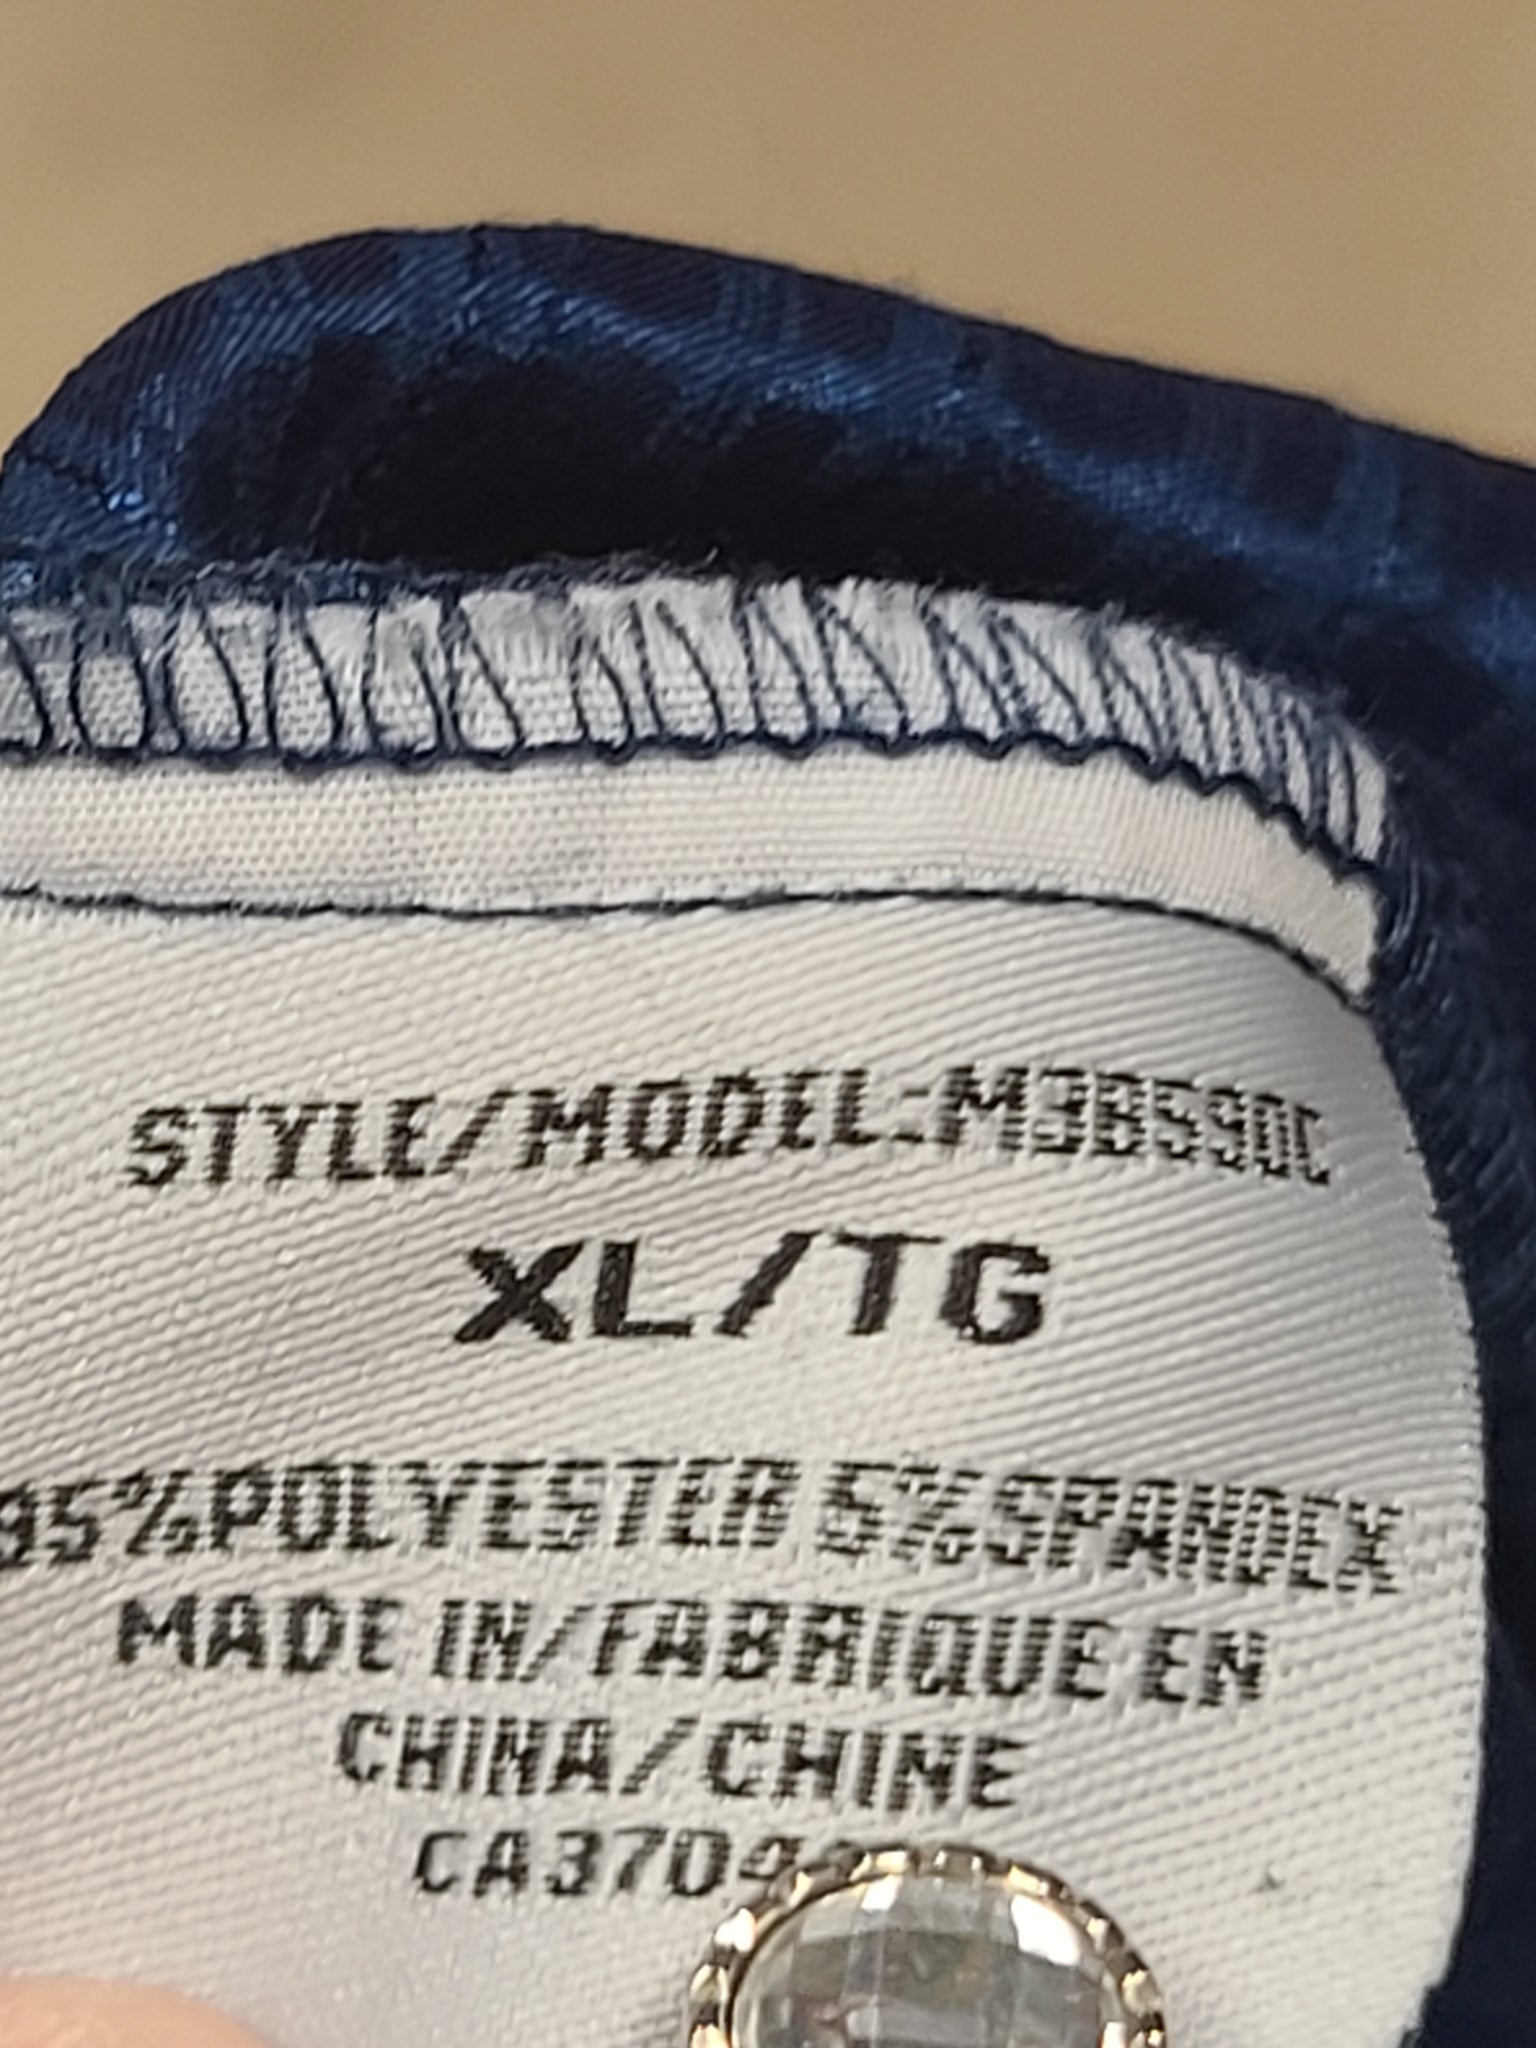 STYLE/MODEL:M3B590C
XL/TG
95%POLYESTER 5%SPANDEX
MADE IN/FABRIQUE EN
CHINA/CHINE